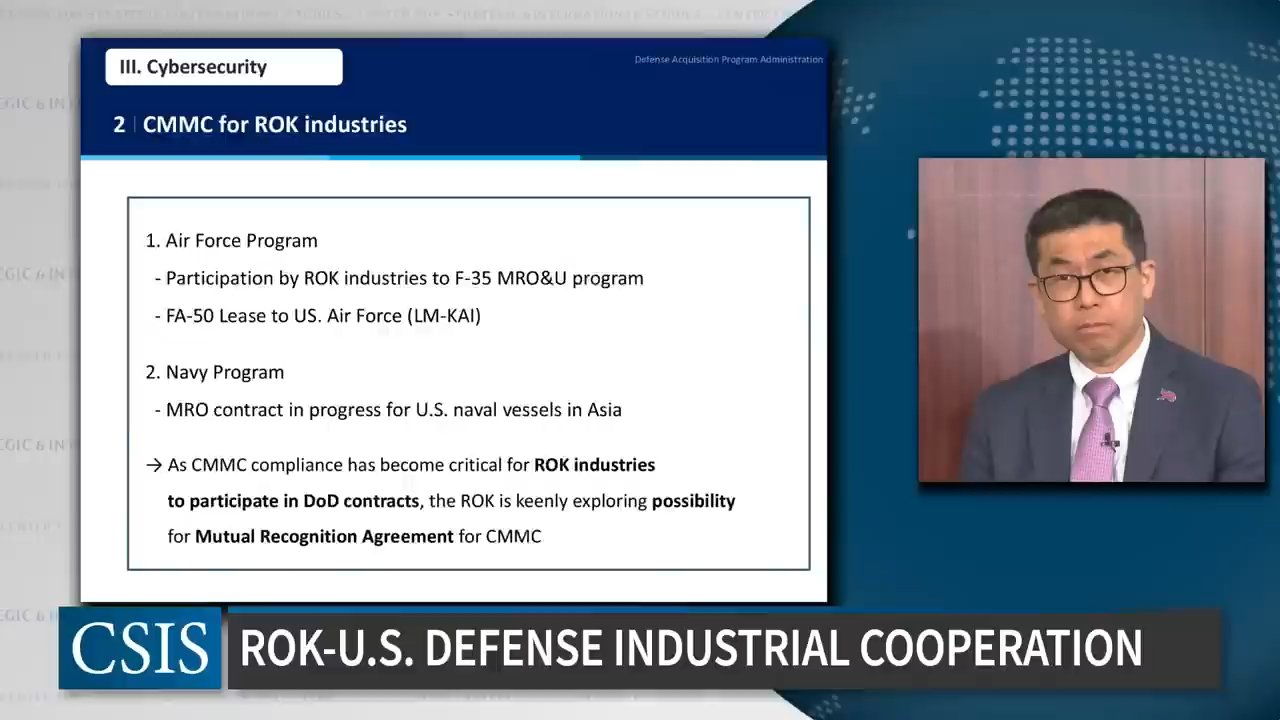 III. Cybersecurity
Defense Acquisition Program Administration
2 | CMMC for ROK industries
1. Air Force Program
- Participation by ROK industries to F-35 MRO&U program
- FA-50 Lease to US. Air Force (LM-KAI)
2. Navy Program
- MRO contract in progress for U.S. naval vessels in Asia
→ As CMMC compliance has become critical for ROK industries
to participate in DoD contracts, the ROK is keenly exploring possibility
for Mutual Recognition Agreement for CMMC
CSIS
ROK-U.S. DEFENSE INDUSTRIAL COOPERATION